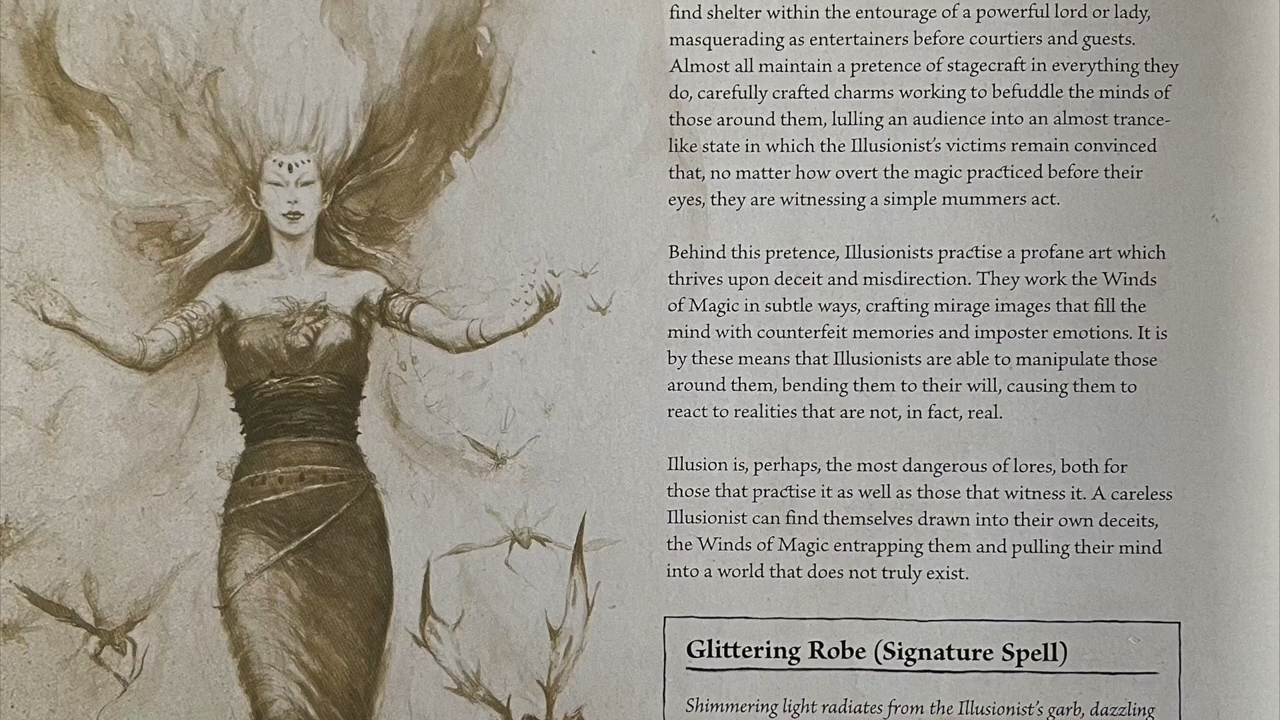 find shelter within the entourage of a powerful lord or lady,
masquerading as entertainers before courtiers and guests.
Almost all maintain a pretence of stagecraft in everything they
do, carefully crafted charms working to befuddle the minds of
those around them, lulling an audience into an almost trance-
like state in which the Illusionist's victims remain convinced
that, no matter how overt the magic practiced before their
eyes, they are witnessing a simple mummers act.
Behind this pretence, Illusionists practise a profane art which
thrives upon deceit and misdirection. They work the Winds
of Magic in subtle ways, crafting mirage images that fill the
mind with counterfeit memories and imposter emotions. It is
by these means that Illusionists are able to manipulate those
around them, bending them to their will, causing them to
react to realities that are not, in fact, real.
Illusion is, perhaps, the most dangerous of lores, both for
those that practise it as well as those that witness it. A careless
Illusionist can find themselves drawn into their own deceits,
the Winds of Magic entrapping them and pulling their mind
into a world that does not truly exist.
Glittering Robe (Signature Spell)
Shimmering light radiates from the Illusionist's garb, dazzling